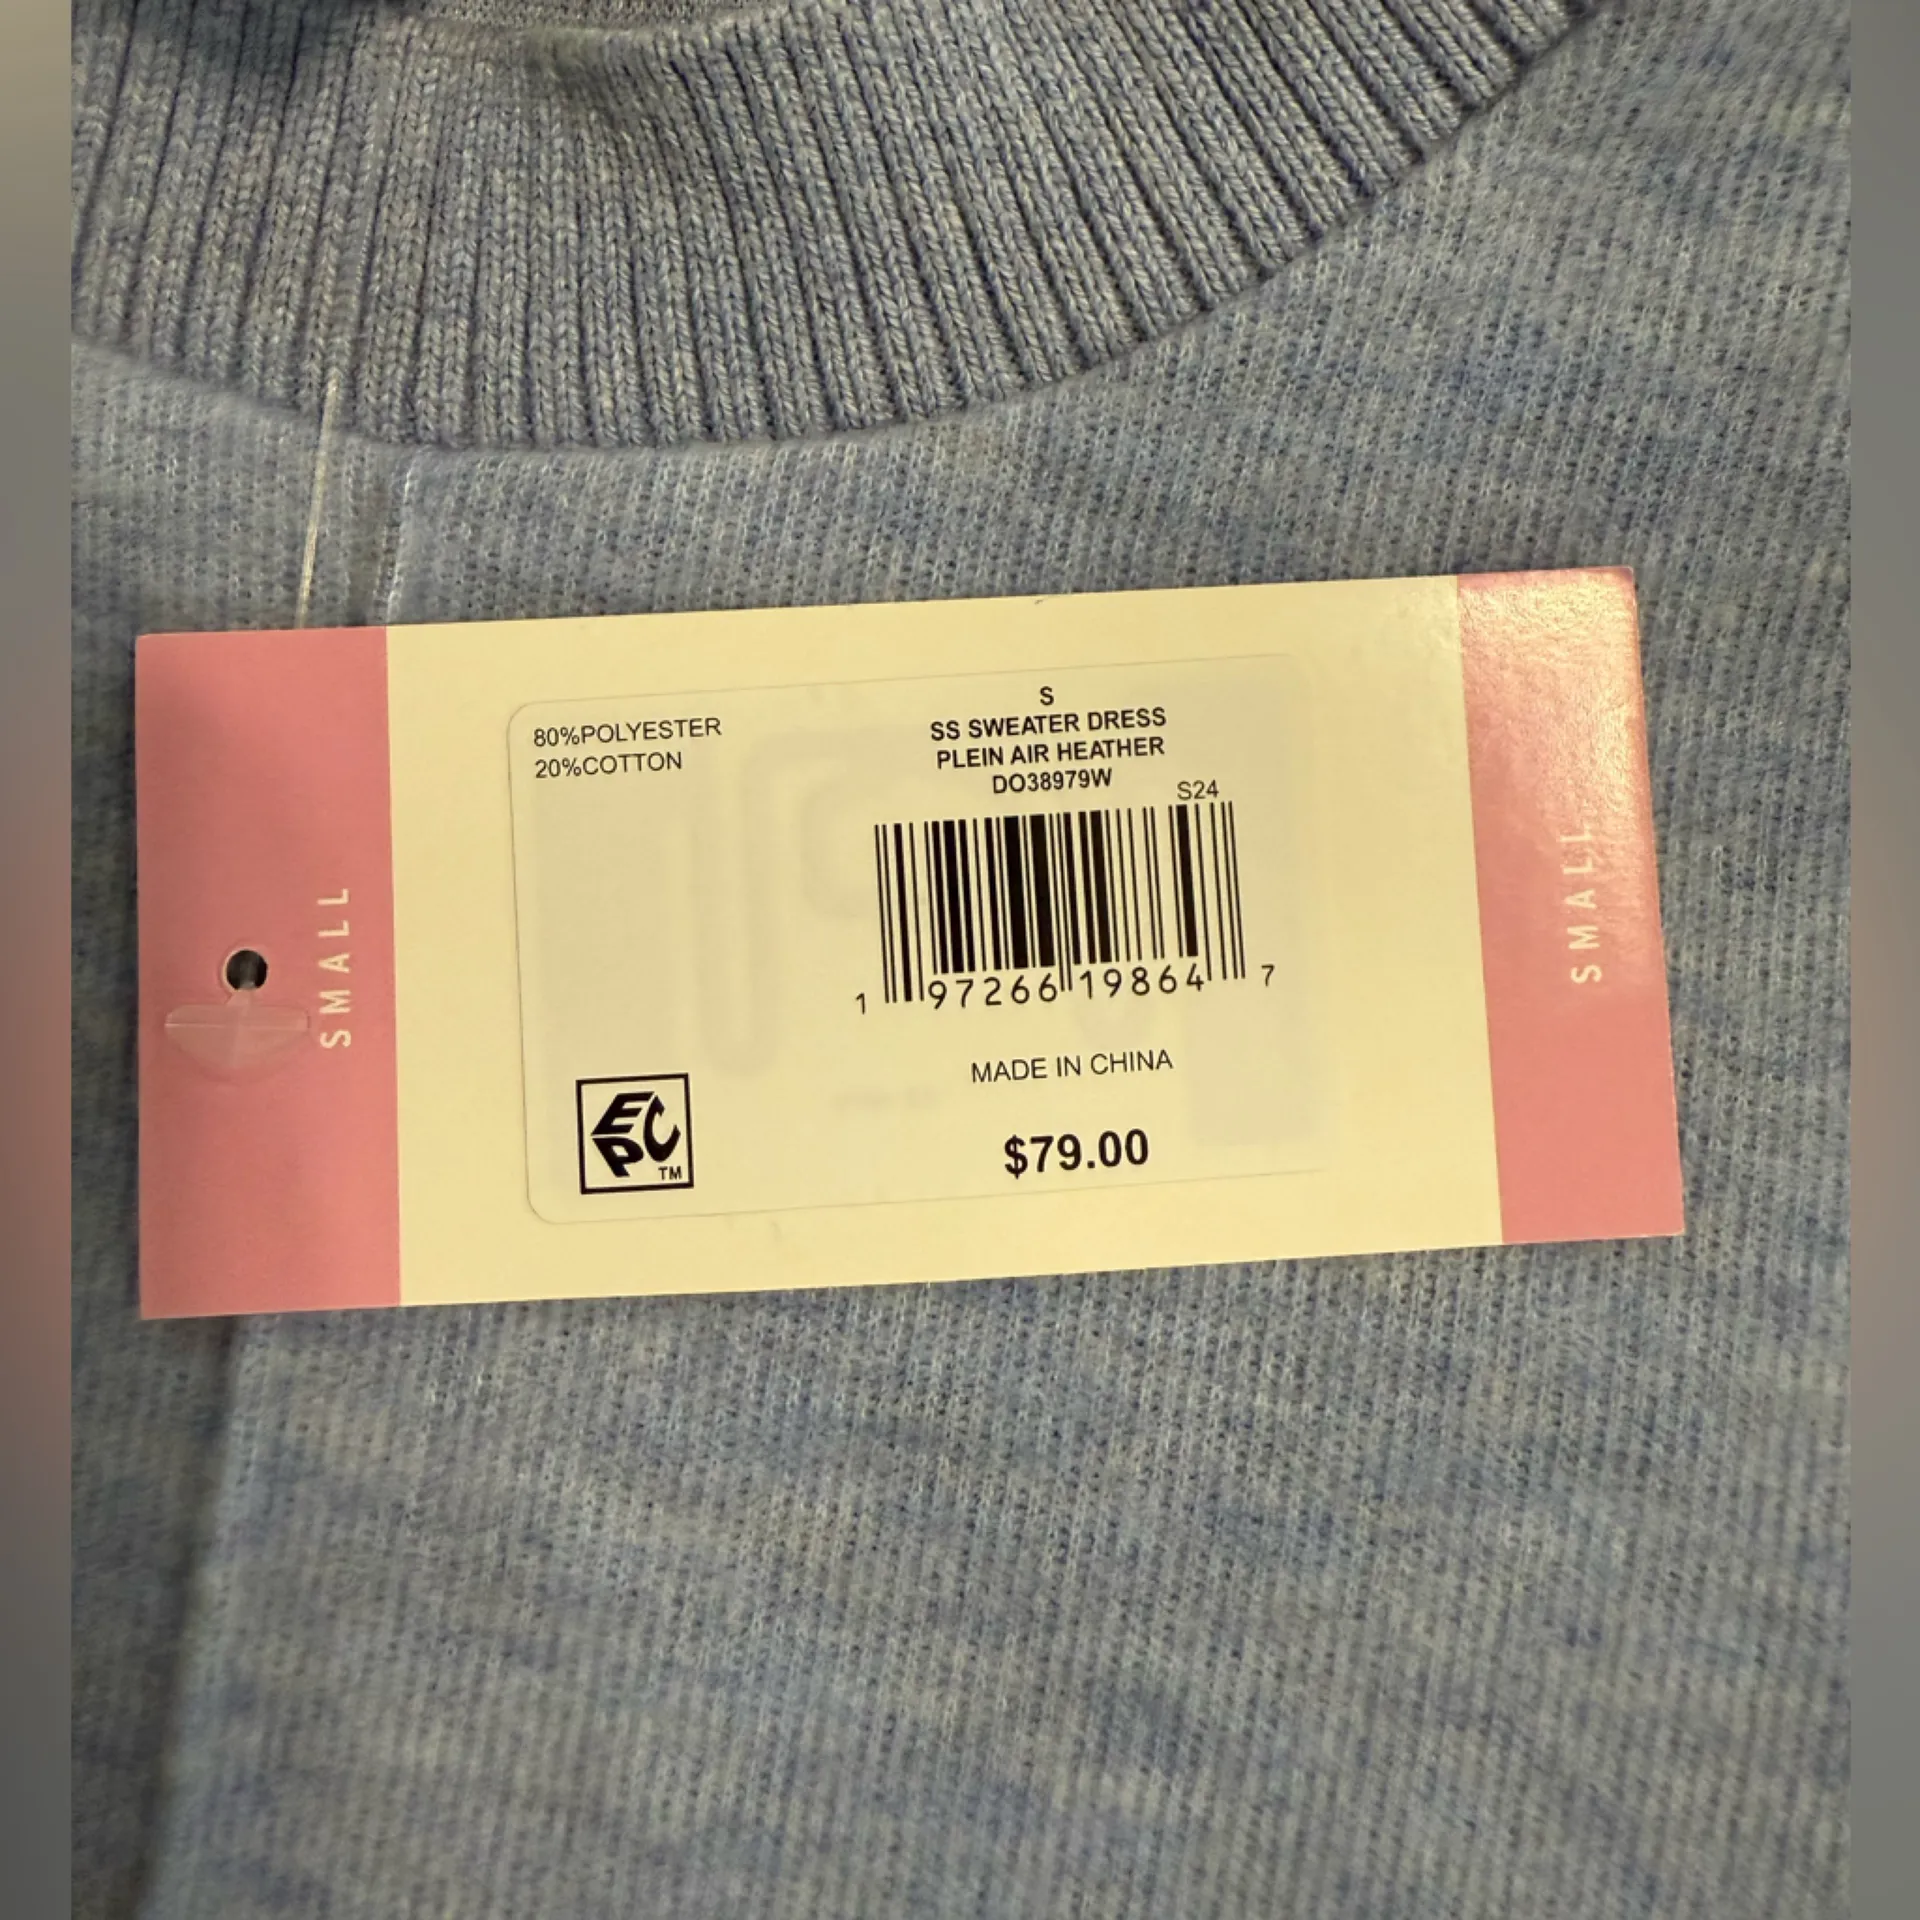 80%POLYESTER
20%COTTON
S
SS SWEATER DRESS
PLEIN AIR HEATHER
DO38979W
S24
1 97266 19864 7
MADE IN CHINA
$79.00
EPC
TM
SMALL
SMALL